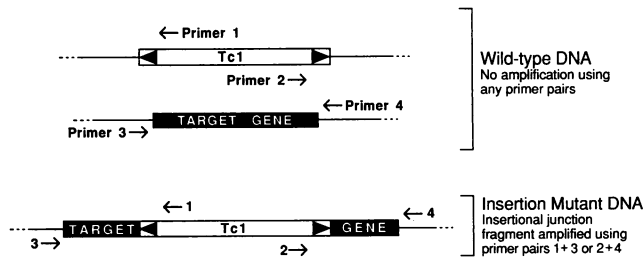 ←Primer 1
Tc1
Primer 2→
Wild-type DNA
No amplification using
any primer pairs
←Primer 4
Primer 3→
TARGET GENE
←1
TARGET Tc1 GENE
←4
3→
2→
Insertion Mutant DNA
Insertional junction
fragment amplified using
primer pairs 1+3 or 2+4